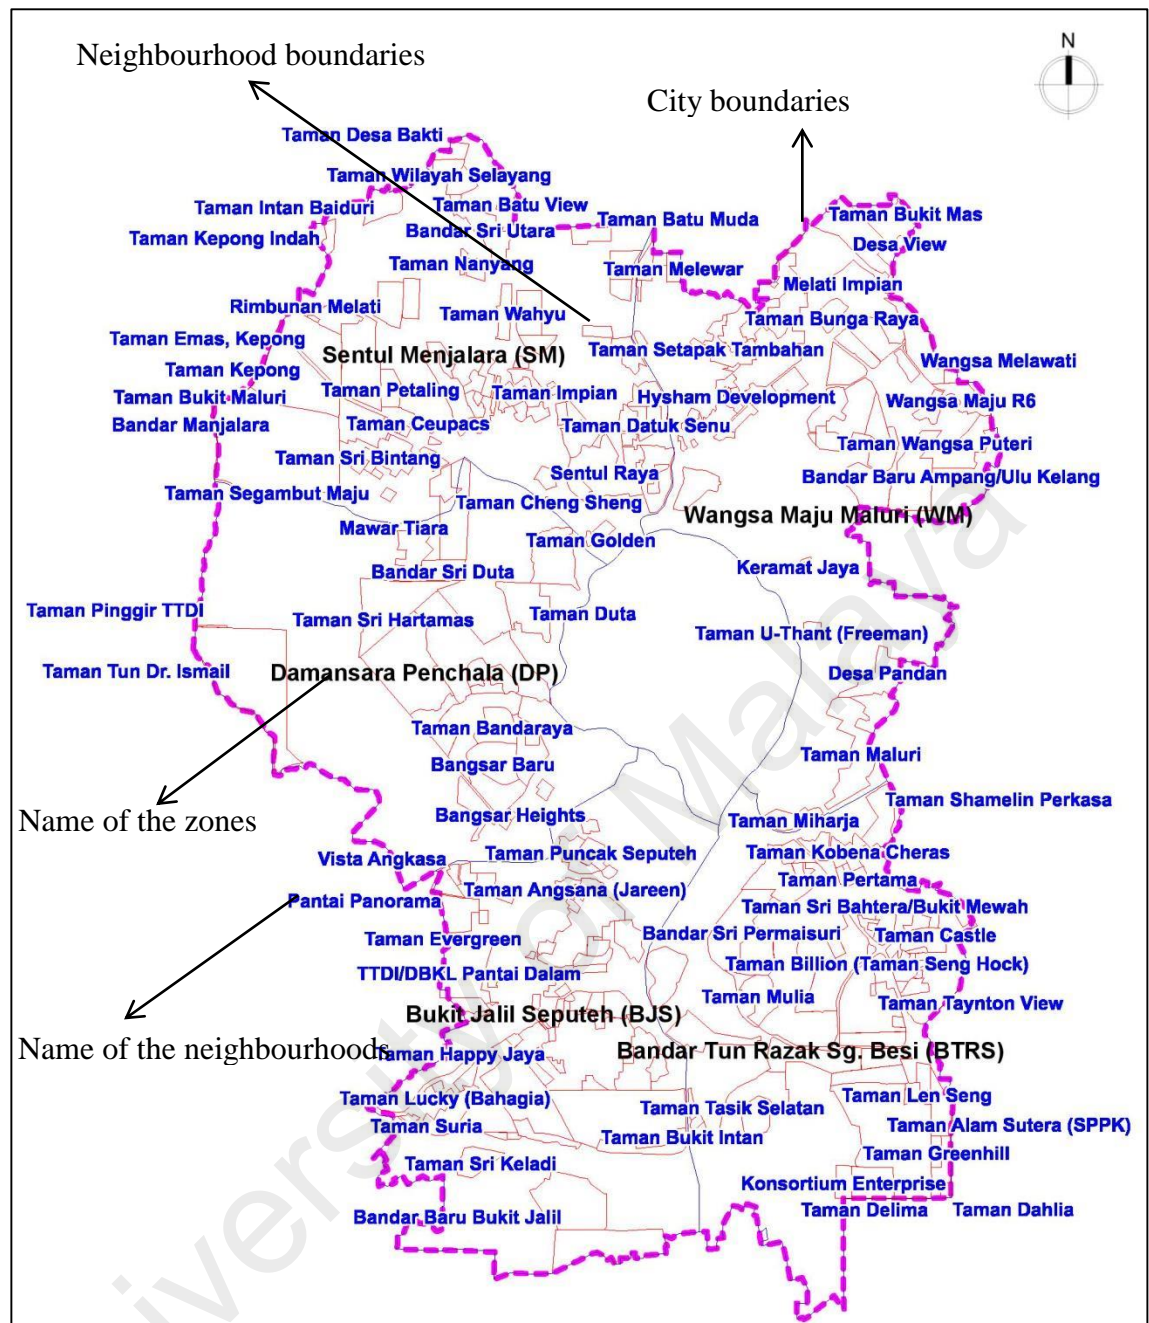 Neighbourhood boundaries
N
City boundaries
Taman Desa Bakti
Taman Wilayah Selayang
Taman Intan Baiduri
Taman Batu View
Taman Bukit Mas
Taman Batu Muda
Taman Kepong Indah
Bandar Sri Utara
Desa View
Taman Nanyang
Taman Melewar
Melati Impian
Rimbunan Melati
Taman Wahyu
Taman Bunga Raya
Taman Emas, Kepong
Sentul Menjalara (SM)
Taman Setapak Tambahan
Wangsa Melawati
Taman Kepong
Taman Petaling
Taman Impian
Hysham Development
Wangsa Maju R6
Taman Bukit Maluri
Bandar Manjalara
Taman Ceupacs
Taman Datuk Senu
Taman Wangsa Puteri
Taman Sri Bintang
Sentul Raya
Bandar Baru Ampang/Ulu Kelang
Taman Segambut Maju
Taman Cheng Sheng
Wangsa Maju Maluri (WM)
Mawar Tiara
Taman Golden
Bandar Sri Duta
Keramat Jaya
Taman Pinggir TTDI
Taman Sri Hartamas
Taman Duta
Taman U-Thant (Freeman)
Taman Tun Dr. Ismail
Damansara Penchala (DP)
Desa Pandan
Taman Bandaraya
Taman Maluri
Bangsar Baru
Taman Shamelin Perkasa
Name of the zones
Bangsar Heights
Taman Miharja
Vista Angkasa
Taman Puncak Seputeh
Taman Kobena Cheras
Taman Pertama
Pantai Panorama
Taman Angsana (Jareen)
Taman Sri Bahtera/Bukit Mewah
Taman Evergreen
Bandar Sri Permaisuri
Taman Castle
TTDI/DBKL Pantai Dalam
Taman Billion (Taman Seng Hock)
Taman Mulia
Taman Taynton View
Bukit Jalil Seputeh (BJS)
Name of the neighbourhoods
Taman Happy Jaya
Bandar Tun Razak Sg. Besi (BTRS)
Taman Lucky (Bahagia)
Taman Len Seng
Taman Tasik Selatan
Taman Suria
Taman Alam Sutera (SPPK)
Taman Bukit Intan
Taman Greenhill
Taman Sri Keladi
Konsortium Enterprise
Bandar Baru Bukit Jalil
Taman Delima
Taman Dahlia
University of Malaya